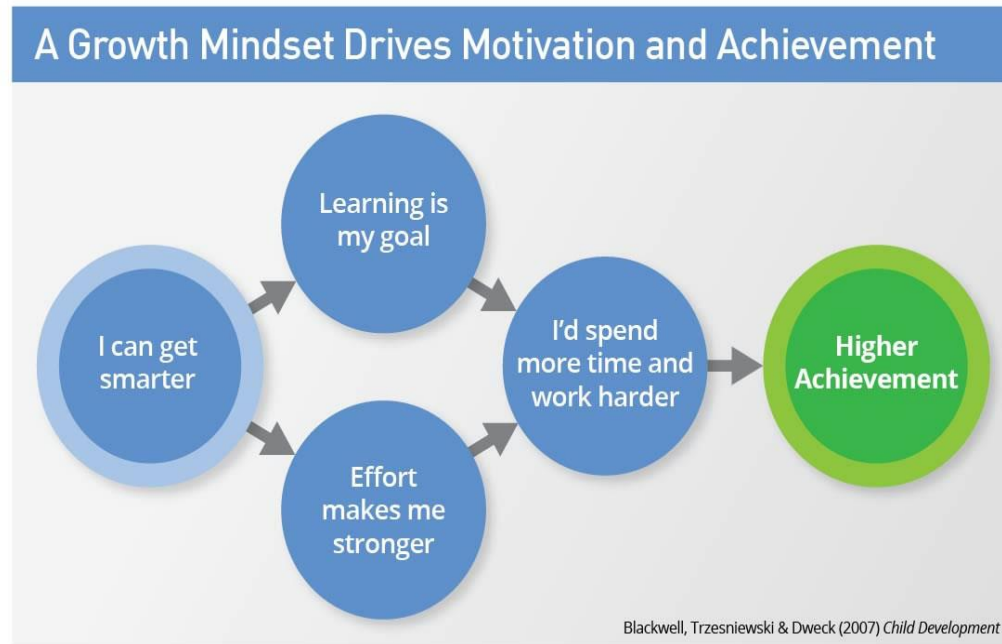 A Growth Mindset Drives Motivation and Achievement
I can get
smarter
Learning is
my goal
Effort
makes me
stronger
I’d spend
more time and
work harder
Higher
Achievement
Blackwell, Trzesniewski & Dweck (2007) Child Development